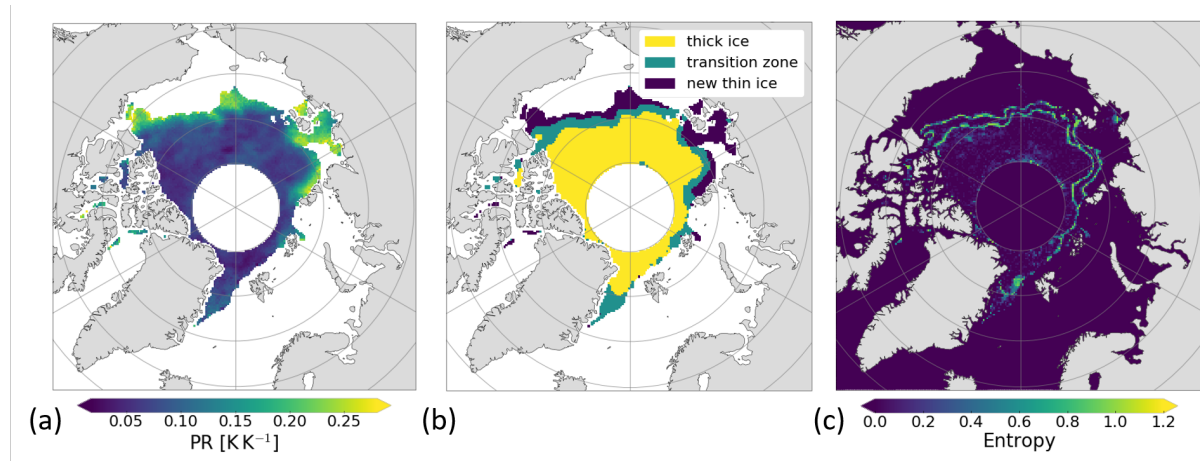 thick ice
transition zone
new thin ice
(a)
0.05 0.10 0.15 0.20 0.25
PR [K K⁻¹]
(b)
(c)
0.0 0.2 0.4 0.6 0.8 1.0 1.2
Entropy